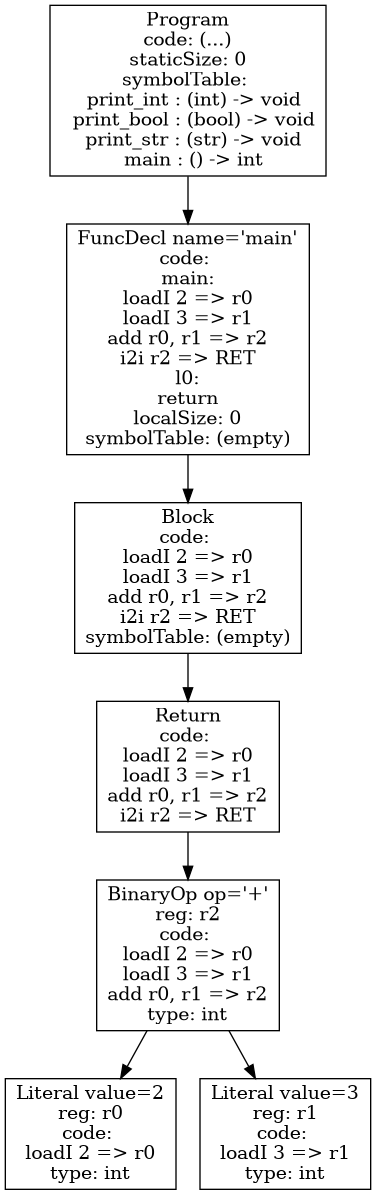 Program
code: (...)
staticSize: 0
symbolTable:
print_int : (int) -> void
print_bool : (bool) -> void
print_str : (str) -> void
main : () -> int
FuncDecl name='main'
code:
main:
loadI 2 => r0
loadI 3 => r1
add r0, r1 => r2
i2i r2 => RET
l0:
return
localSize: 0
symbolTable: (empty)
Block
code:
loadI 2 => r0
loadI 3 => r1
add r0, r1 => r2
i2i r2 => RET
symbolTable: (empty)
Return
code:
loadI 2 => r0
loadI 3 => r1
add r0, r1 => r2
i2i r2 => RET
BinaryOp op='+'
reg: r2
code:
loadI 2 => r0
loadI 3 => r1
add r0, r1 => r2
type: int
Literal value=2
reg: r0
code:
loadI 2 => r0
type: int
Literal value=3
reg: r1
code:
loadI 3 => r1
type: int